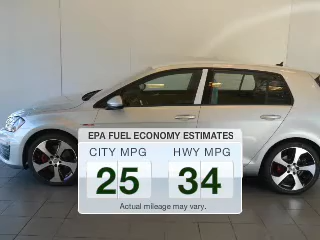 EPA FUEL ECONOMY ESTIMATES
CITY MPG HWY MPG
25 34
Actual mileage may vary.